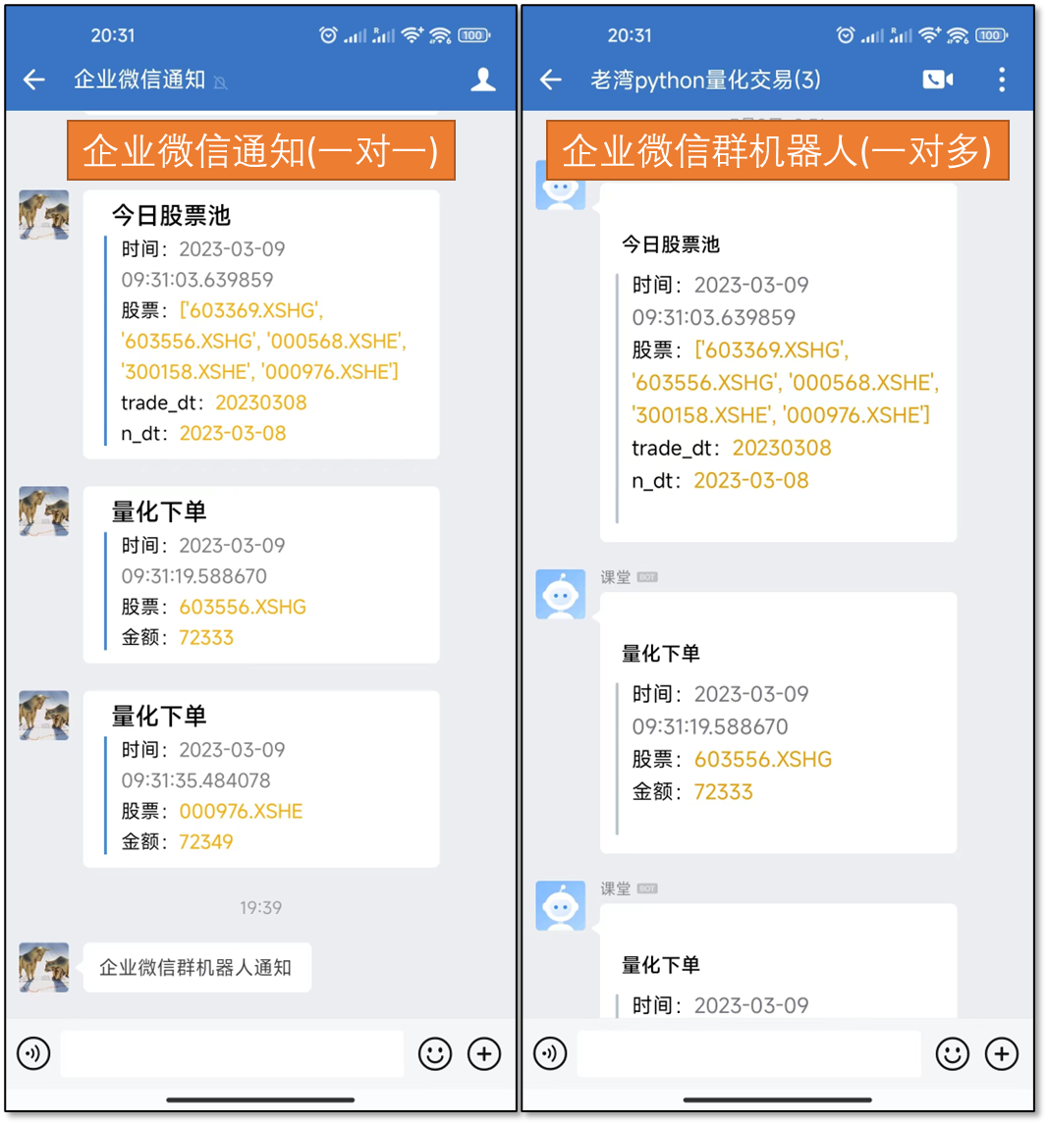 20:31
100
企业微信通知
企业微信通知(一对一)
今日股票池
时间：2023-03-09
09:31:03.639859
股票：['603369.XSHG',
'603556.XSHG', '000568.XSHE',
'300158.XSHE', '000976.XSHE']
trade_dt：20230308
n_dt：2023-03-08
量化下单
时间：2023-03-09
09:31:19.588670
股票：603556.XSHG
金额：72333
量化下单
时间：2023-03-09
09:31:35.484078
股票：000976.XSHE
金额：72349
19:39
企业微信群机器人通知
20:31
100
老湾python量化交易(3)
企业微信群机器人(一对多)
今日股票池
时间：2023-03-09
09:31:03.639859
股票：['603369.XSHG',
'603556.XSHG', '000568.XSHE',
'300158.XSHE', '000976.XSHE']
trade_dt：20230308
n_dt：2023-03-08
课堂 BOT
量化下单
时间：2023-03-09
09:31:19.588670
股票：603556.XSHG
金额：72333
课堂 BOT
量化下单
时间：2023-03-09